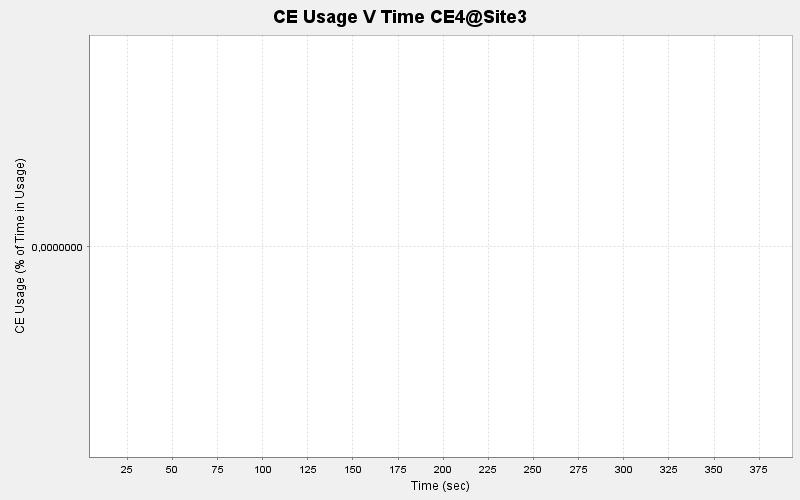 CE Usage V Time CE4@Site3
CE Usage (% of Time in Usage)
0,0000000
25 50 75 100 125 150 175 200 225 250 275 300 325 350 375
Time (sec)